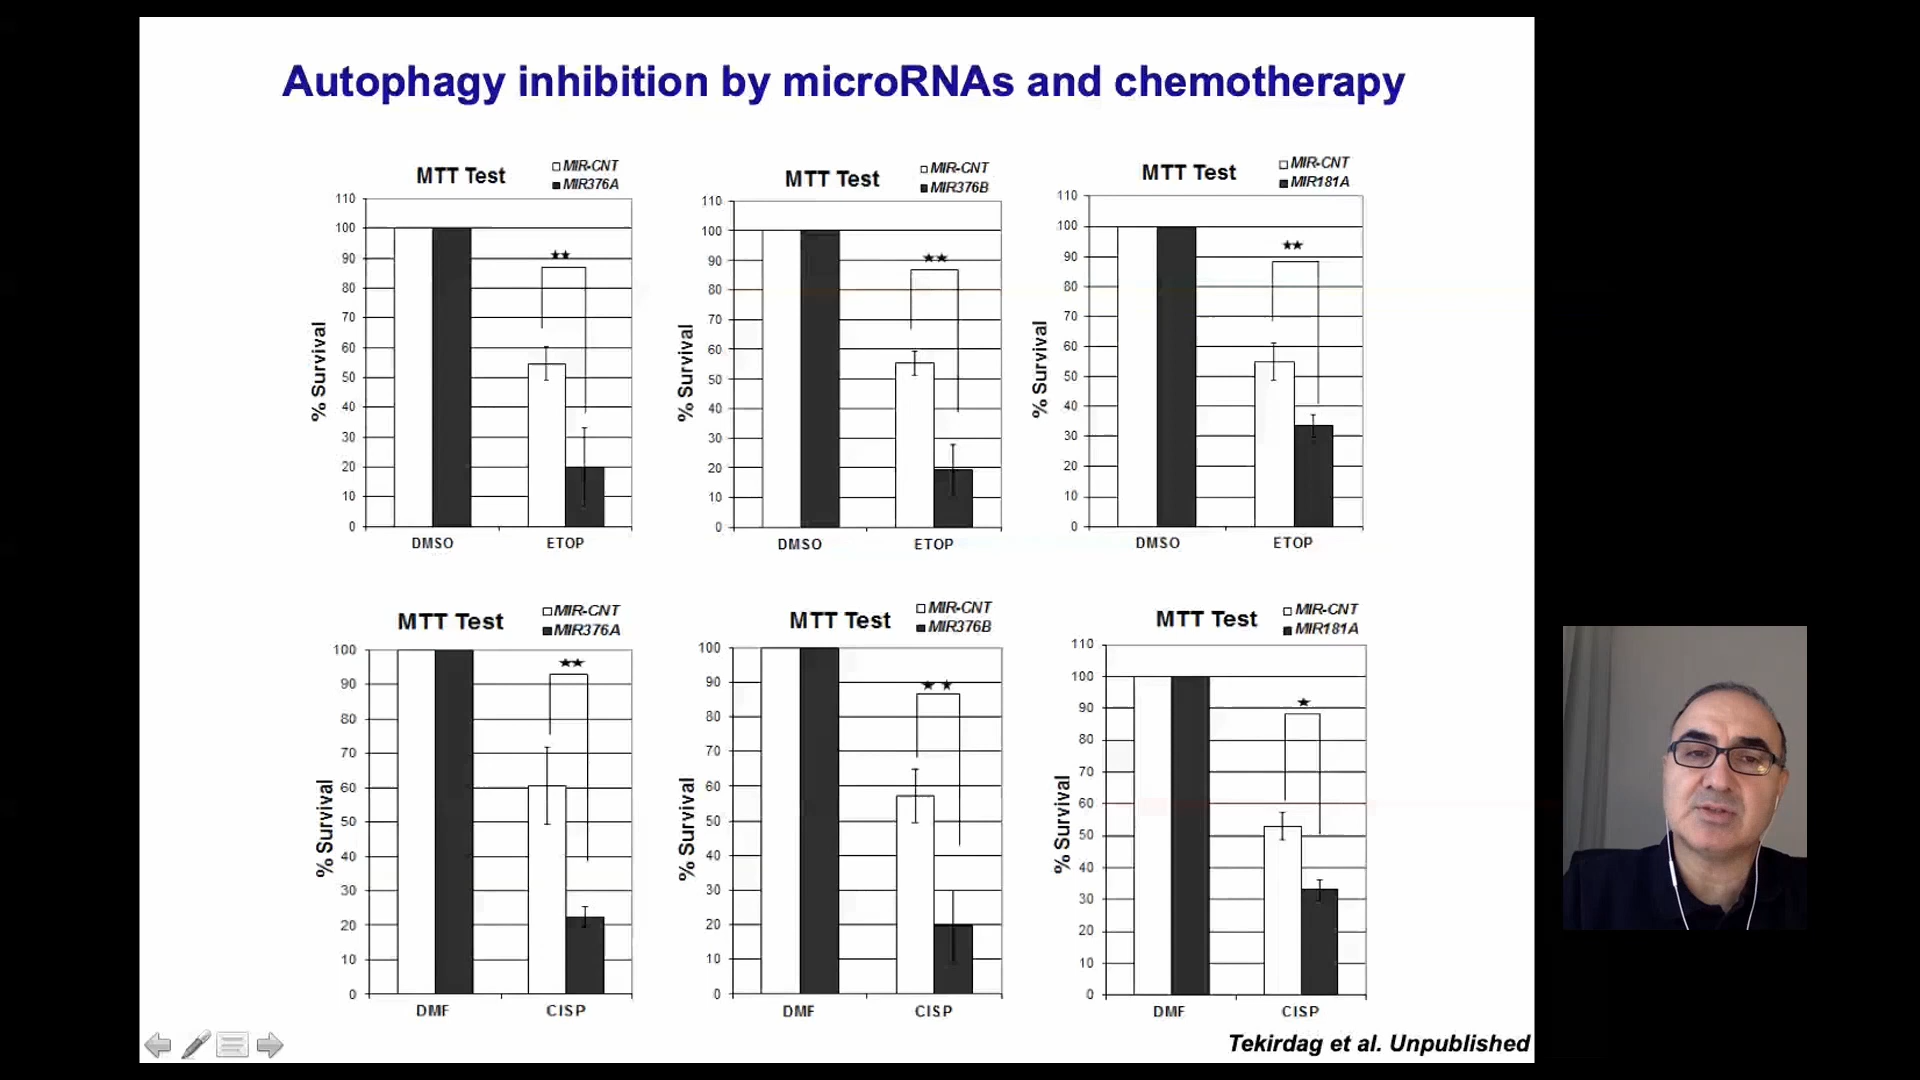 Autophagy inhibition by microRNAs and chemotherapy
MTT Test
MIR-CNT
MIR376A
110
100
90
80
70
60
50
40
30
20
10
0
% Survival
★★
DMSO
ETOP
MTT Test
MIR-CNT
MIR376B
110
100
90
80
70
60
50
40
30
20
10
0
% Survival
★★
DMSO
ETOP
MTT Test
MIR-CNT
MIR181A
110
100
90
80
70
60
50
40
30
20
10
0
% Survival
★★
DMSO
ETOP
MTT Test
MIR-CNT
MIR376A
100
90
80
70
60
50
40
30
20
10
0
% Survival
★★
DMF
CISP
MTT Test
MIR-CNT
MIR376B
100
90
80
70
60
50
40
30
20
10
0
% Survival
★ ★
DMF
CISP
MTT Test
MIR-CNT
MIR181A
110
100
90
80
70
60
50
40
30
20
10
0
% Survival
★
DMF
CISP
Tekirdag et al. Unpublished